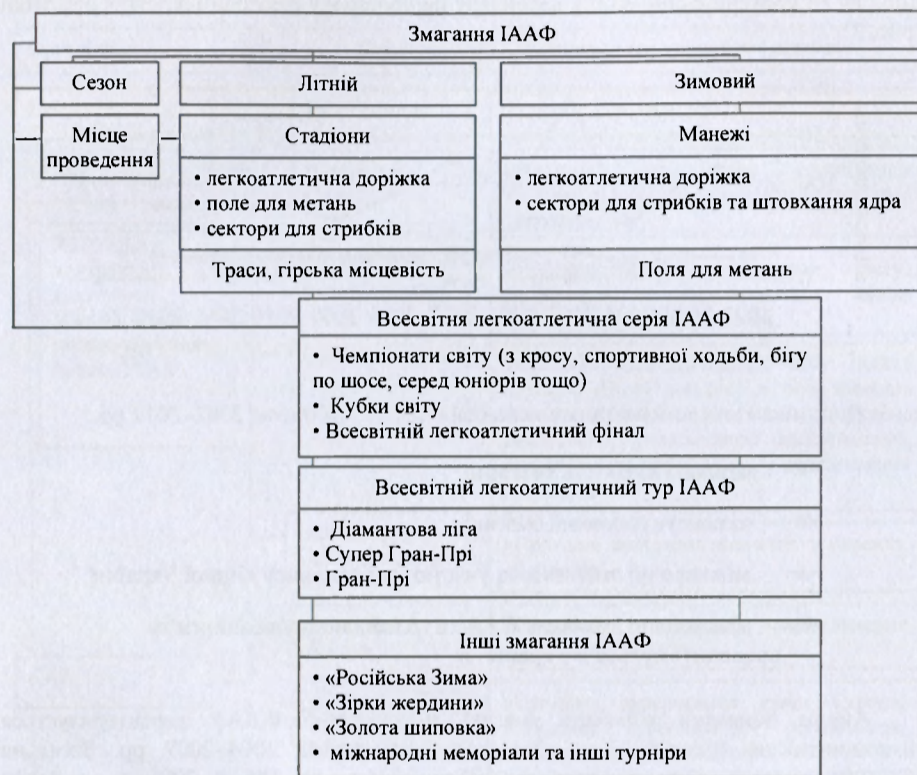 Змагання ІААФ
Сезон
Літній
Зимовий
Місце
проведення
Стадіони
• легкоатлетична доріжка
• поле для метань
• сектори для стрибків
Траси, гірська місцевість
Манежі
• легкоатлетична доріжка
• сектори для стрибків та штовхання ядра
Поля для метань
Всесвітня легкоатлетична серія ІААФ
• Чемпіонати світу (з кросу, спортивної ходьби, бігу
по шосе, серед юніорів тощо)
• Кубки світу
• Всесвітній легкоатлетичний фінал
Всесвітній легкоатлетичний тур ІААФ
• Діамантова ліга
• Супер Гран-Прі
• Гран-Прі
Інші змагання ІААФ
• «Російська Зима»
• «Зірки жердини»
• «Золота шиповка»
• міжнародні меморіали та інші турніри